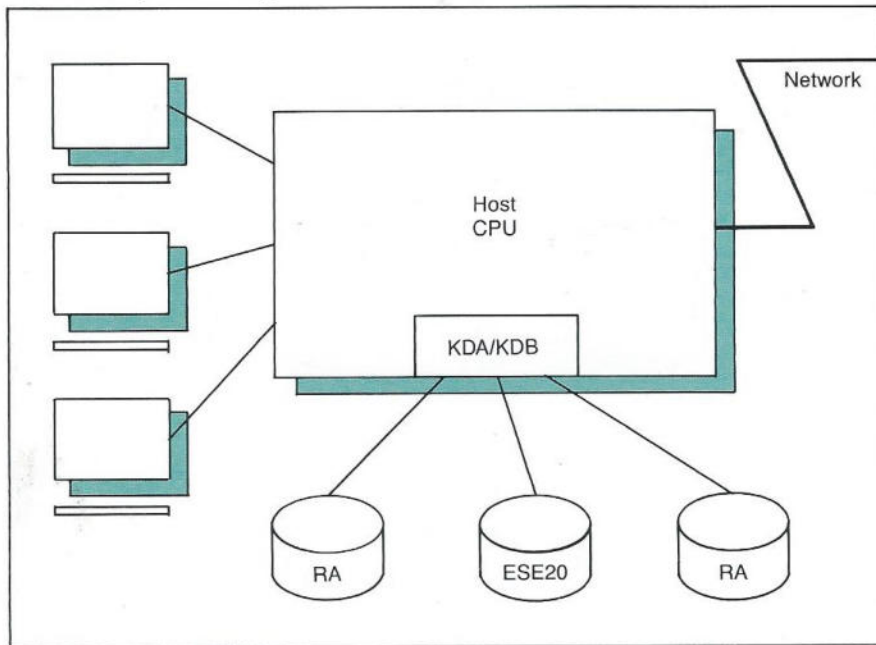 Network
Host
CPU
KDA/KDB
RA
ESE20
RA